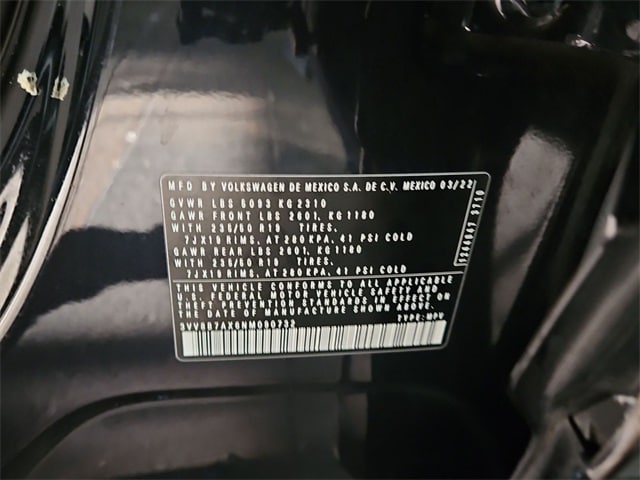 MFD BY VOLKSWAGEN DE MEXICO S.A. DE C.V. MEXICO 03/22
GVWR LBS 5093 KG 2310
GAWR FRONT LBS 2601, KG 1180
WITH 235/50 R19 TIRES,
7JX19 RIMS, AT 280 KPA, 41 PSI COLD
GAWR REAR LBS 2601, KG 1180
WITH 235/50 R19 TIRES,
7JX19 RIMS, AT 280 KPA, 41 PSI COLD
THIS VEHICLE CONFORMS TO ALL APPLICABLE
U.S. FEDERAL MOTOR VEHICLE SAFETY AND
THEFT PREVENTION STANDARDS IN EFFECT ON
THE DATE OF MANUFACTURE SHOWN ABOVE.
TYPE: MPV